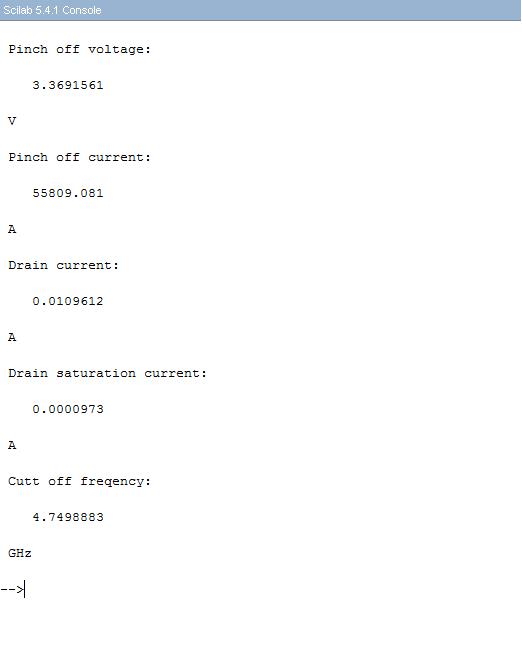 Scilab 5.4.1 Console
Pinch off voltage:
3.3691561
V
Pinch off current:
55809.081
A
Drain current:
0.0109612
A
Drain saturation current:
0.0000973
A
Cutt off freqency:
4.7498883
GHz
-->